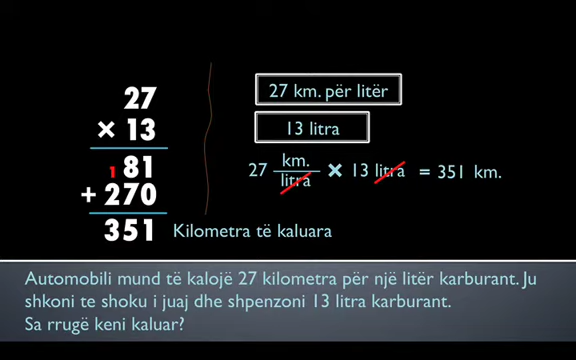 27
× 13
1 81
+ 270
351 Kilometra të kaluara
27 km. për litër
13 litra
27 km./litra × 13 litra = 351 km.
Automobili mund të kalojë 27 kilometra për një litër karburant. Ju
shkoni te shoku i juaj dhe shpenzoni 13 litra karburant.
Sa rrugë keni kaluar?